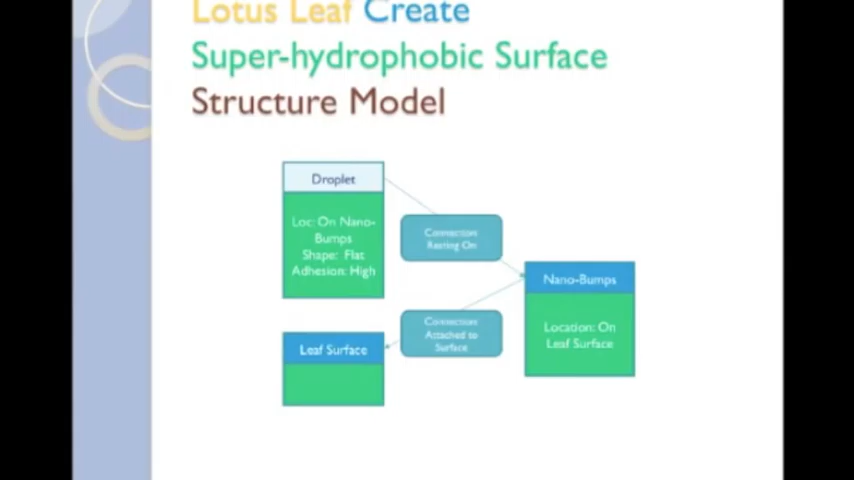 Lotus Leaf Create
Super-hydrophobic Surface
Structure Model
Droplet
Loc: On Nano-
Bumps
Shape: Flat
Adhesion: High
Connection:
Resting On
Nano-Bumps
Location: On
Leaf Surface
Connection:
Attached to
Surface
Leaf Surface